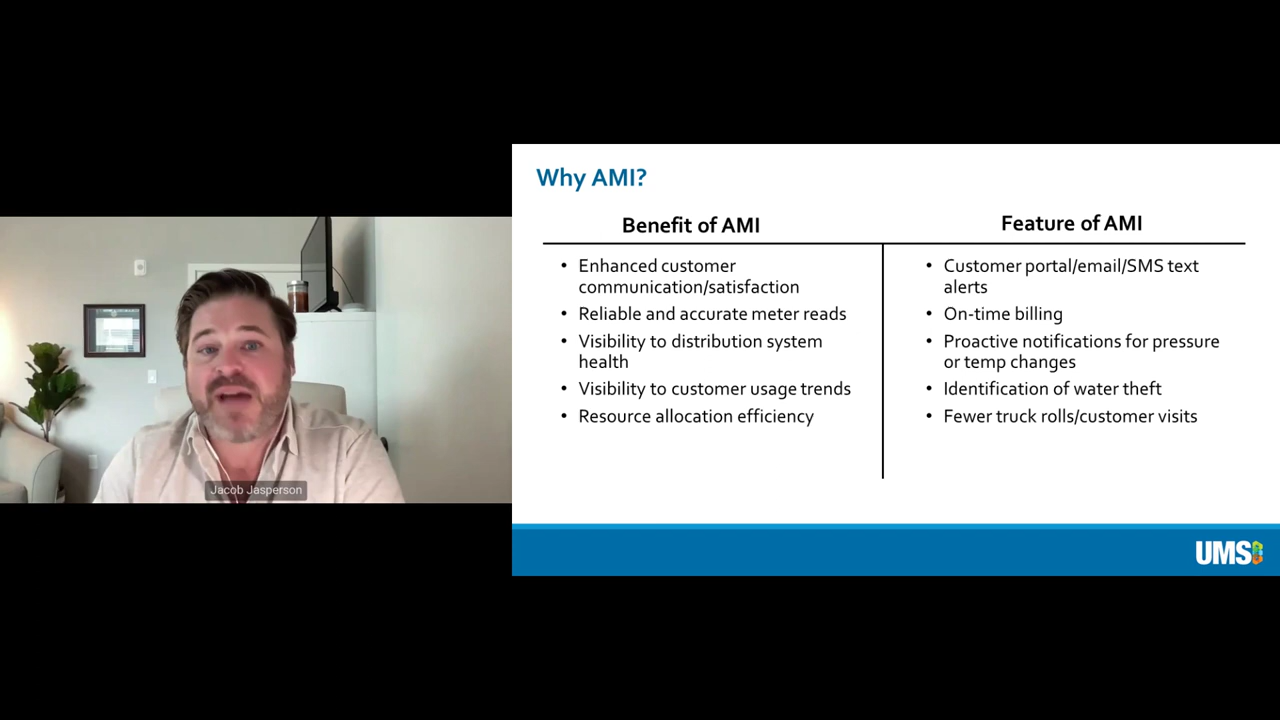 Why AMI?
Benefit of AMI
• Enhanced customer
communication/satisfaction
• Reliable and accurate meter reads
• Visibility to distribution system
health
• Visibility to customer usage trends
• Resource allocation efficiency
Feature of AMI
• Customer portal/email/SMS text
alerts
• On-time billing
• Proactive notifications for pressure
or temp changes
• Identification of water theft
• Fewer truck rolls/customer visits
Jacob Jasperson
UMS